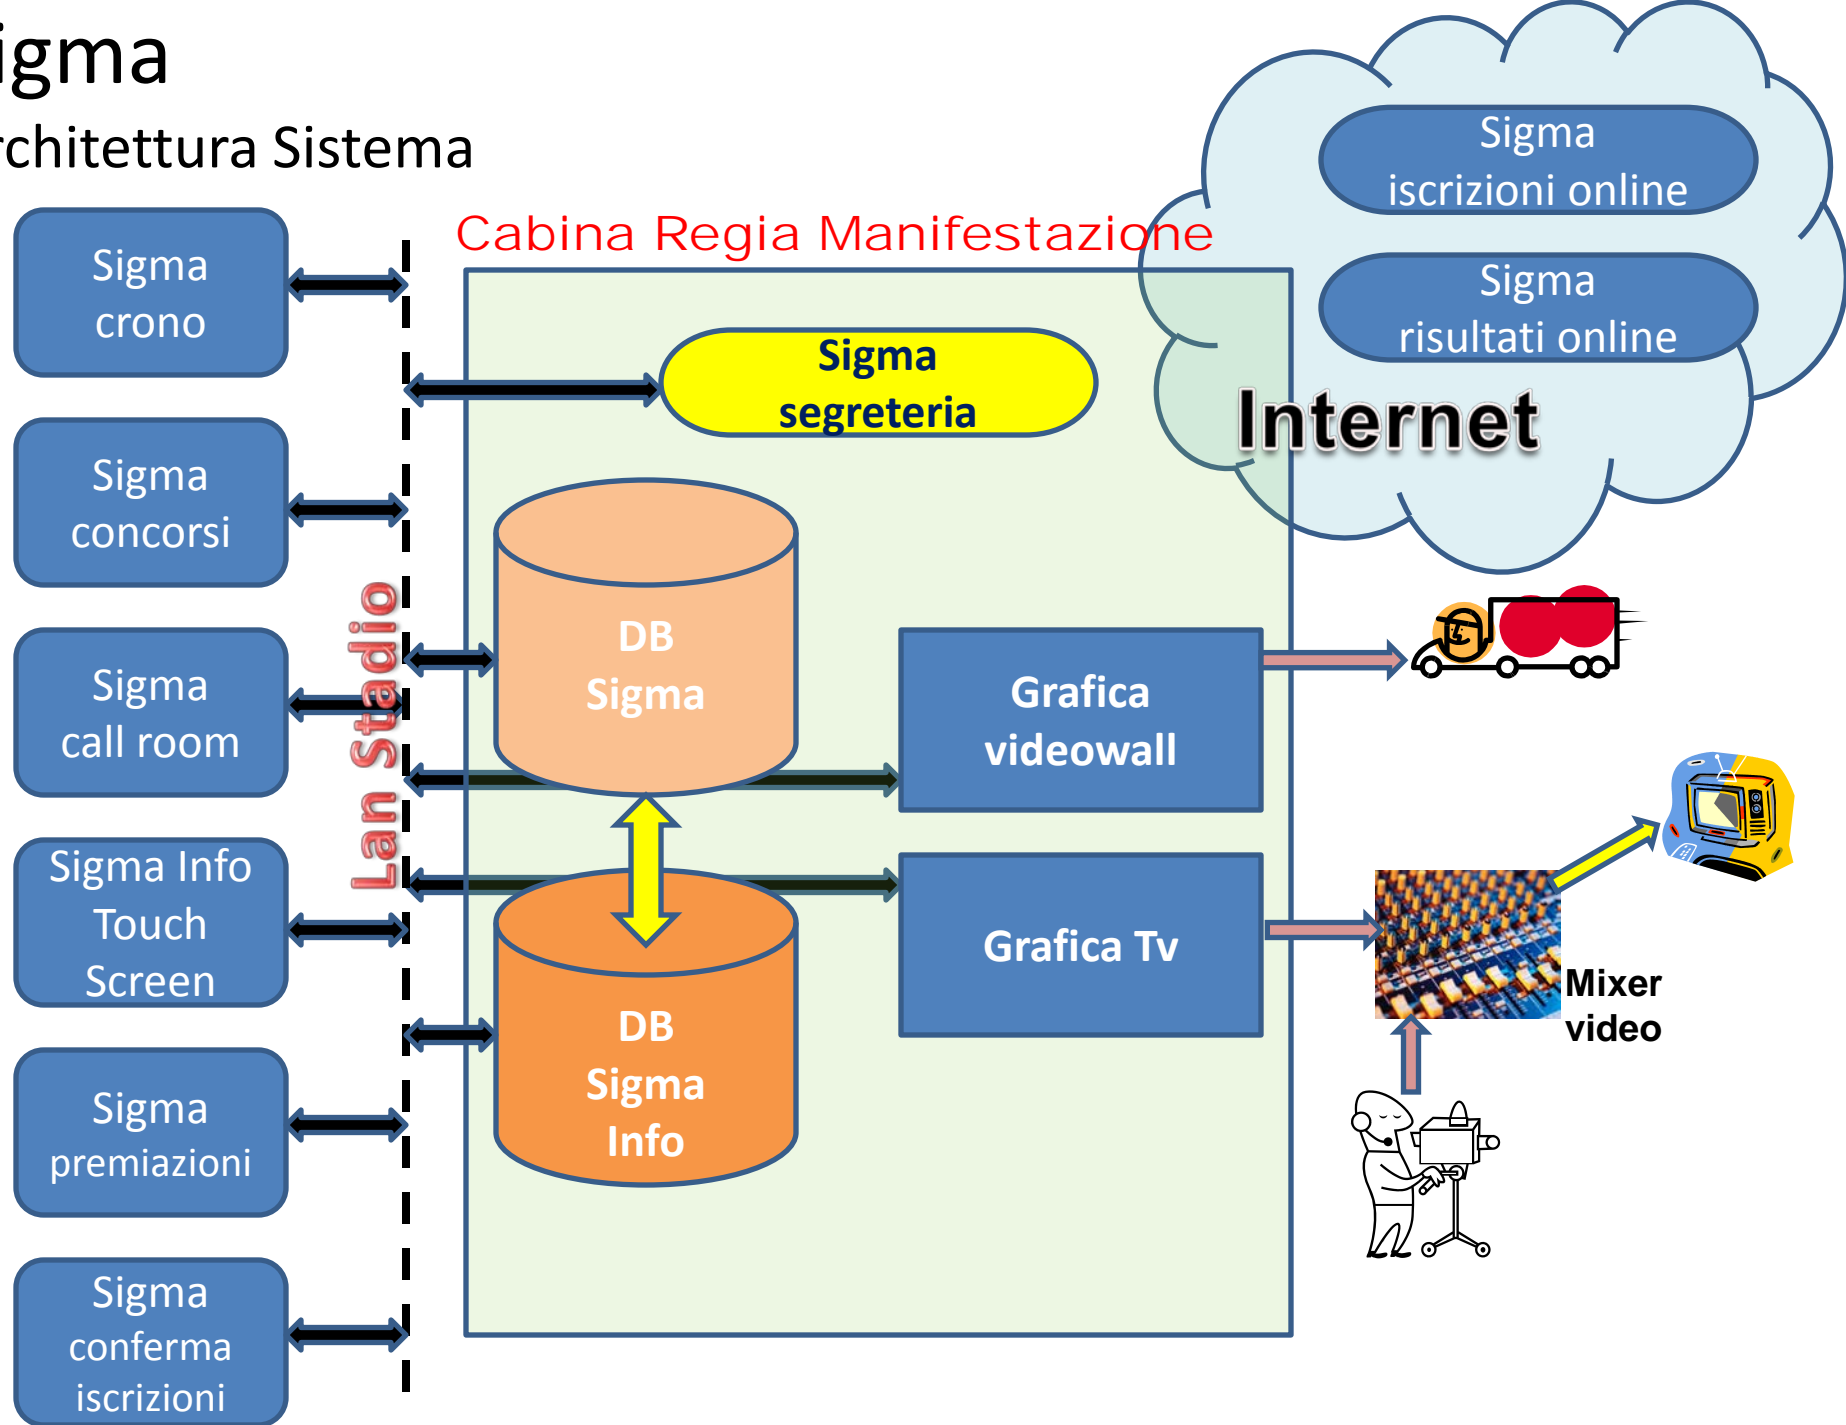 igma
rchitettura Sistema
Sigma
iscrizioni online
Sigma
risultati online
Internet
Cabina Regia Manifestazione
Sigma
segreteria
Sigma
crono
Sigma
concorsi
Sigma
call room
Sigma Info
Touch
Screen
Sigma
premiazioni
Sigma
conferma
iscrizioni
Lan Stadio
DB
Sigma
DB
Sigma
Info
Grafica
videowall
Grafica Tv
Mixer
video